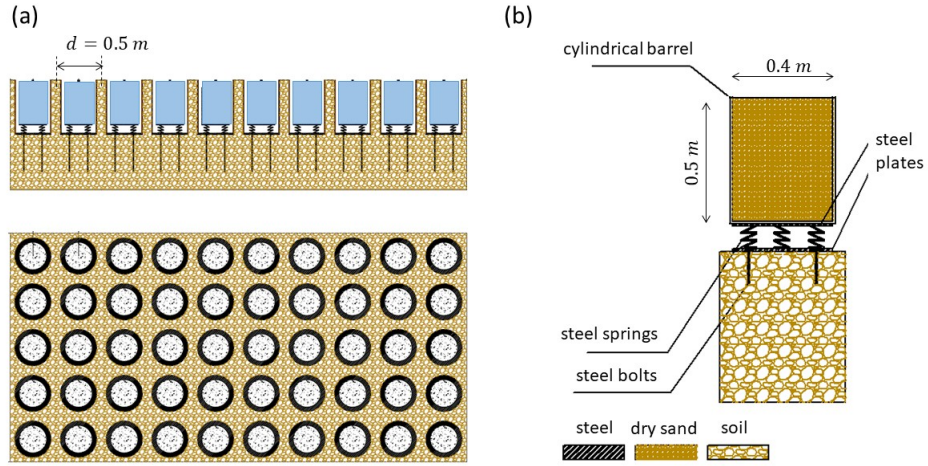 (a)
d = 0.5 m
(b)
cylindrical barrel
0.4 m
0.5 m
steel
plates
steel springs
steel bolts
steel dry sand soil